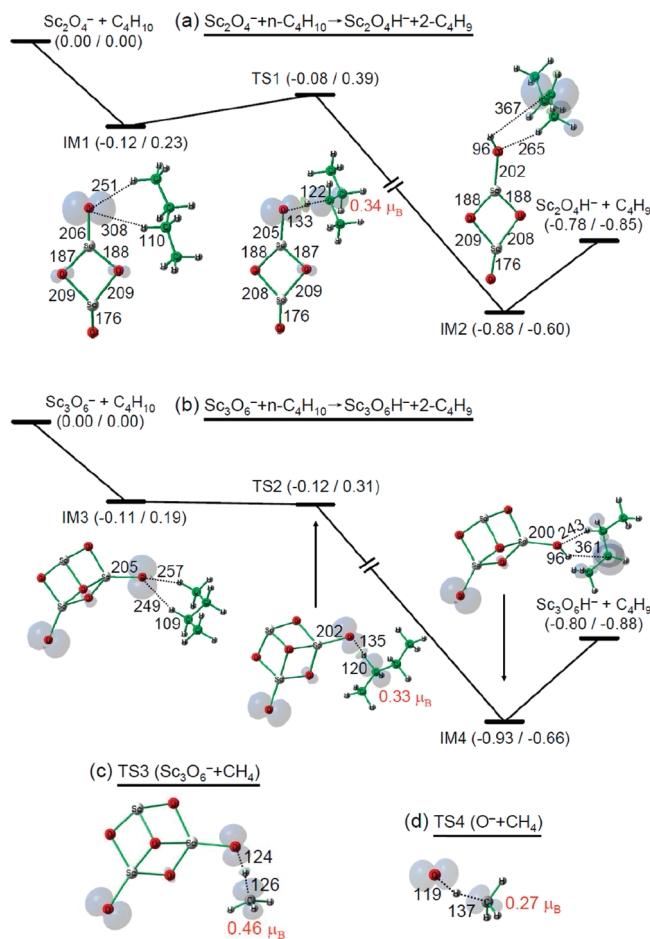 Sc₂O₄⁻ + C₄H₁₀
(0.00 / 0.00)
(a) Sc₂O₄⁻+n-C₄H₁₀→Sc₂O₄H⁻+2-C₄H₉
TS1 (-0.08 / 0.39)
IM1 (-0.12 / 0.23)
251
308
110
206
187
188
209
209
176
122
133
0.34 μB
205
188
187
208
209
176
367
96
265
202
188
188
209
208
176
Sc₂O₄H⁻ + C₄H₉
(-0.78 / -0.85)
IM2 (-0.88 / -0.60)
Sc₃O₆⁻ + C₄H₁₀
(0.00 / 0.00)
(b) Sc₃O₆⁻+n-C₄H₁₀→Sc₃O₆H⁻+2-C₄H₉
TS2 (-0.12 / 0.31)
IM3 (-0.11 / 0.19)
205
257
249
109
202
135
120
0.33 μB
200
243
96
361
Sc₃O₆H⁻ + C₄H₉
(-0.80 / -0.88)
IM4 (-0.93 / -0.66)
(c) TS3 (Sc₃O₆⁻+CH₄)
124
126
0.46 μB
(d) TS4 (O⁻+CH₄)
119
137
0.27 μB